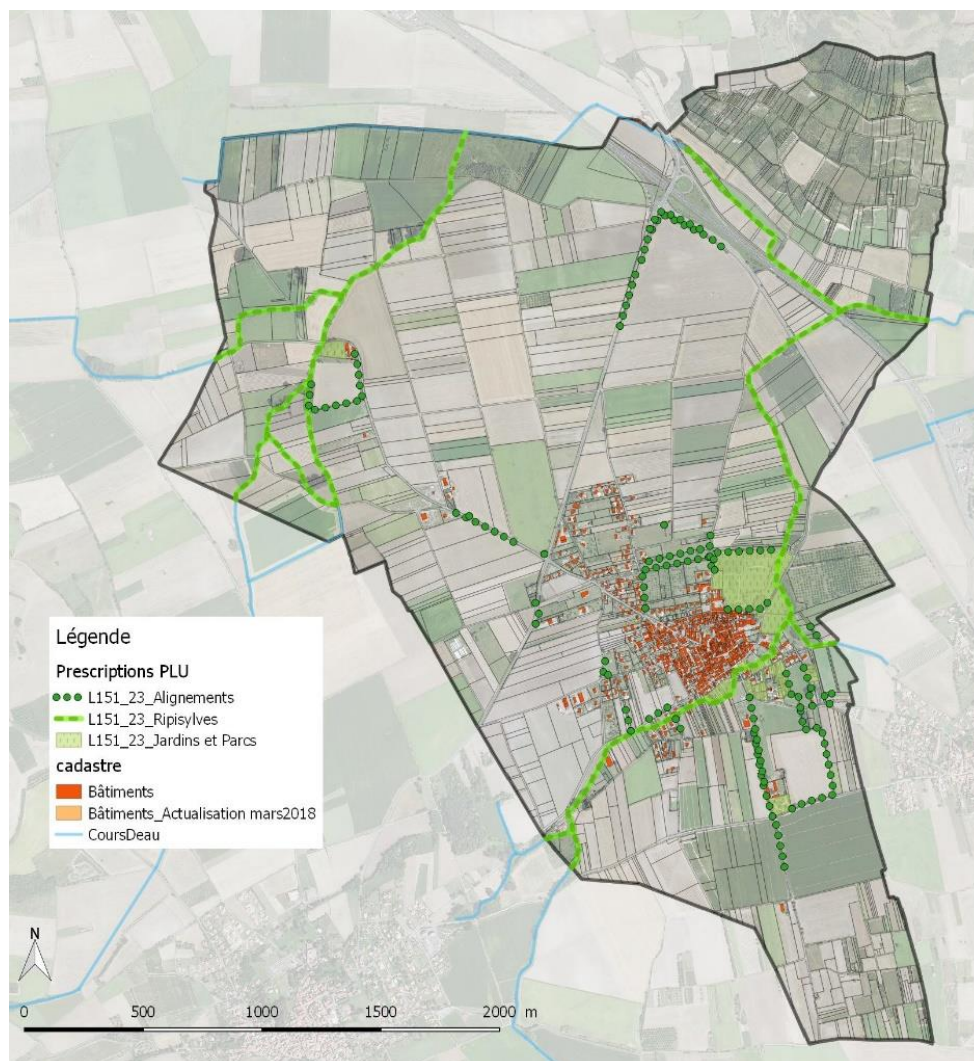 Légende
Prescriptions PLU
L151_23_Alignements
L151_23_Ripisylves
L151_23_Jardins et Parcs
cadastre
Bâtiments
Bâtiments_Actualisation mars2018
CoursDeau
N
0 500 1000 1500 2000 m